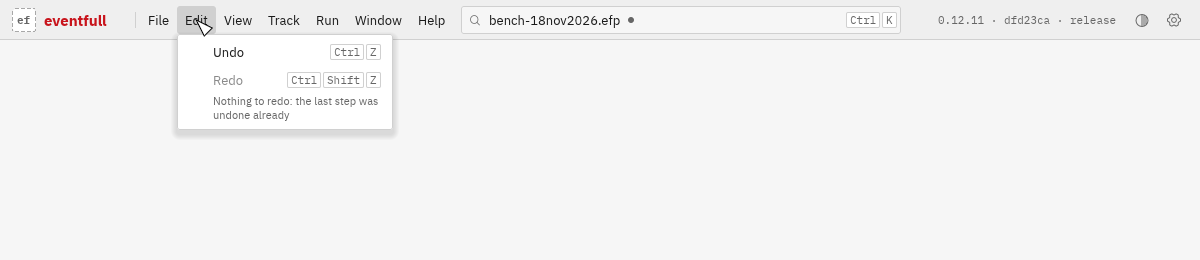 ef eventfull File Edit View Track Run Window Help bench-18nov2026.efp Ctrl K 0.12.11 · dfd23ca · release
Undo Ctrl Z
Redo Ctrl Shift Z
Nothing to redo: the last step was
undone already